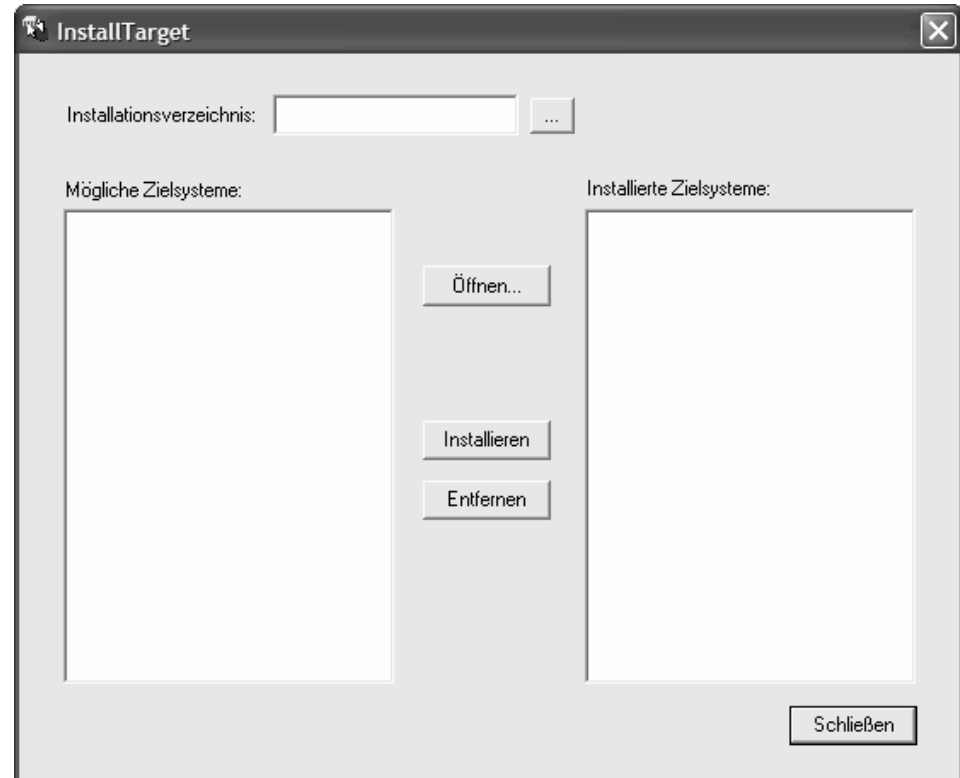 InstallTarget
Installationsverzeichnis:
...
Mögliche Zielsysteme:
Installierte Zielsysteme:
Öffnen...
Installieren
Entfernen
Schließen